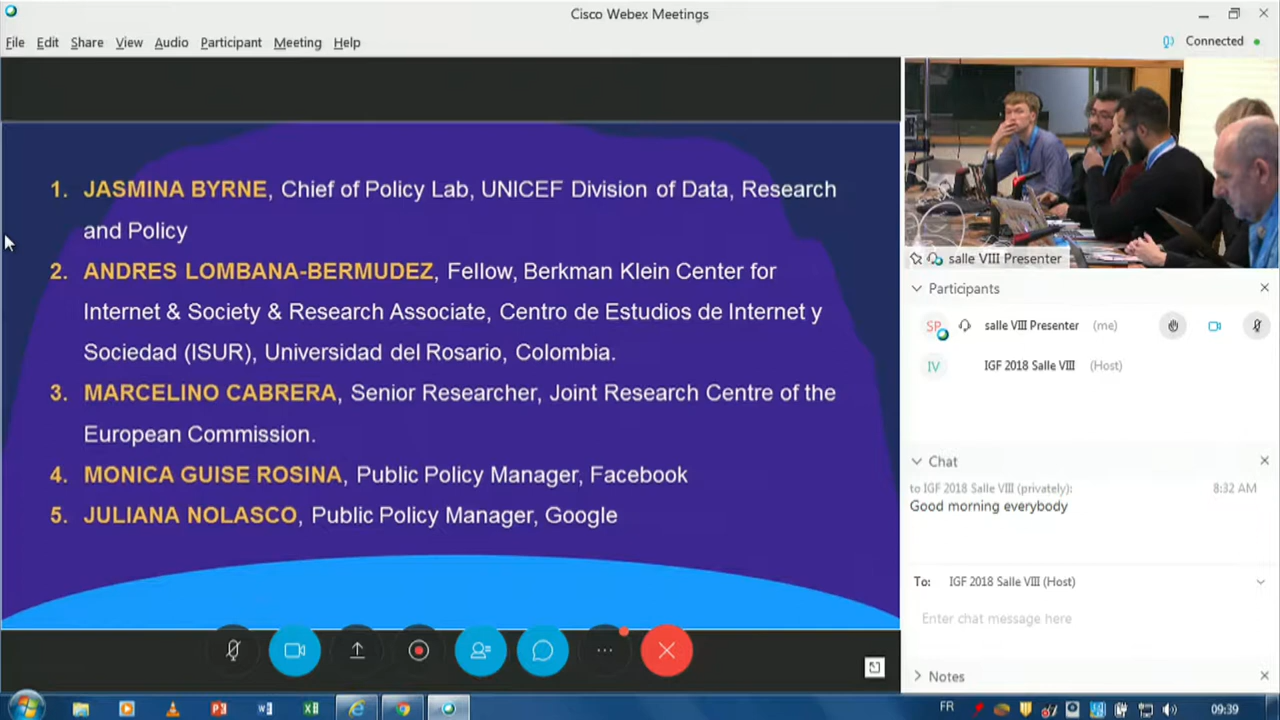 Cisco Webex Meetings
File Edit Share View Audio Participant Meeting Help
Connected
1. JASMINA BYRNE, Chief of Policy Lab, UNICEF Division of Data, Research
and Policy
2. ANDRES LOMBANA-BERMUDEZ, Fellow, Berkman Klein Center for
Internet & Society & Research Associate, Centro de Estudios de Internet y
Sociedad (ISUR), Universidad del Rosario, Colombia.
3. MARCELINO CABRERA, Senior Researcher, Joint Research Centre of the
European Commission.
4. MONICA GUISE ROSINA, Public Policy Manager, Facebook
5. JULIANA NOLASCO, Public Policy Manager, Google
salle VIII Presenter
Participants
SP salle VIII Presenter (me)
IV IGF 2018 Salle VIII (Host)
Chat
to IGF 2018 Salle VIII (privately): 8:32 AM
Good morning everybody
To: IGF 2018 Salle VIII (Host)
Enter chat message here
Notes
FR 09:39